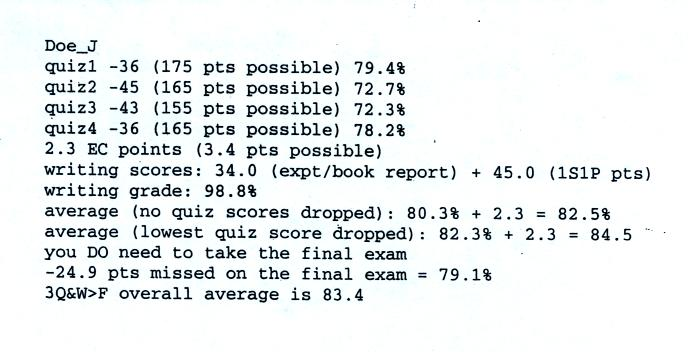 Doe_J
quiz1 -36 (175 pts possible) 79.4%
quiz2 -45 (165 pts possible) 72.7%
quiz3 -43 (155 pts possible) 72.3%
quiz4 -36 (165 pts possible) 78.2%
2.3 EC points (3.4 pts possible)
writing scores: 34.0 (expt/book report) + 45.0 (1S1P pts)
writing grade: 98.8%
average (no quiz scores dropped): 80.3% + 2.3 = 82.5%
average (lowest quiz score dropped): 82.3% + 2.3 = 84.5
you DO need to take the final exam
-24.9 pts missed on the final exam = 79.1%
3Q&W>F overall average is 83.4